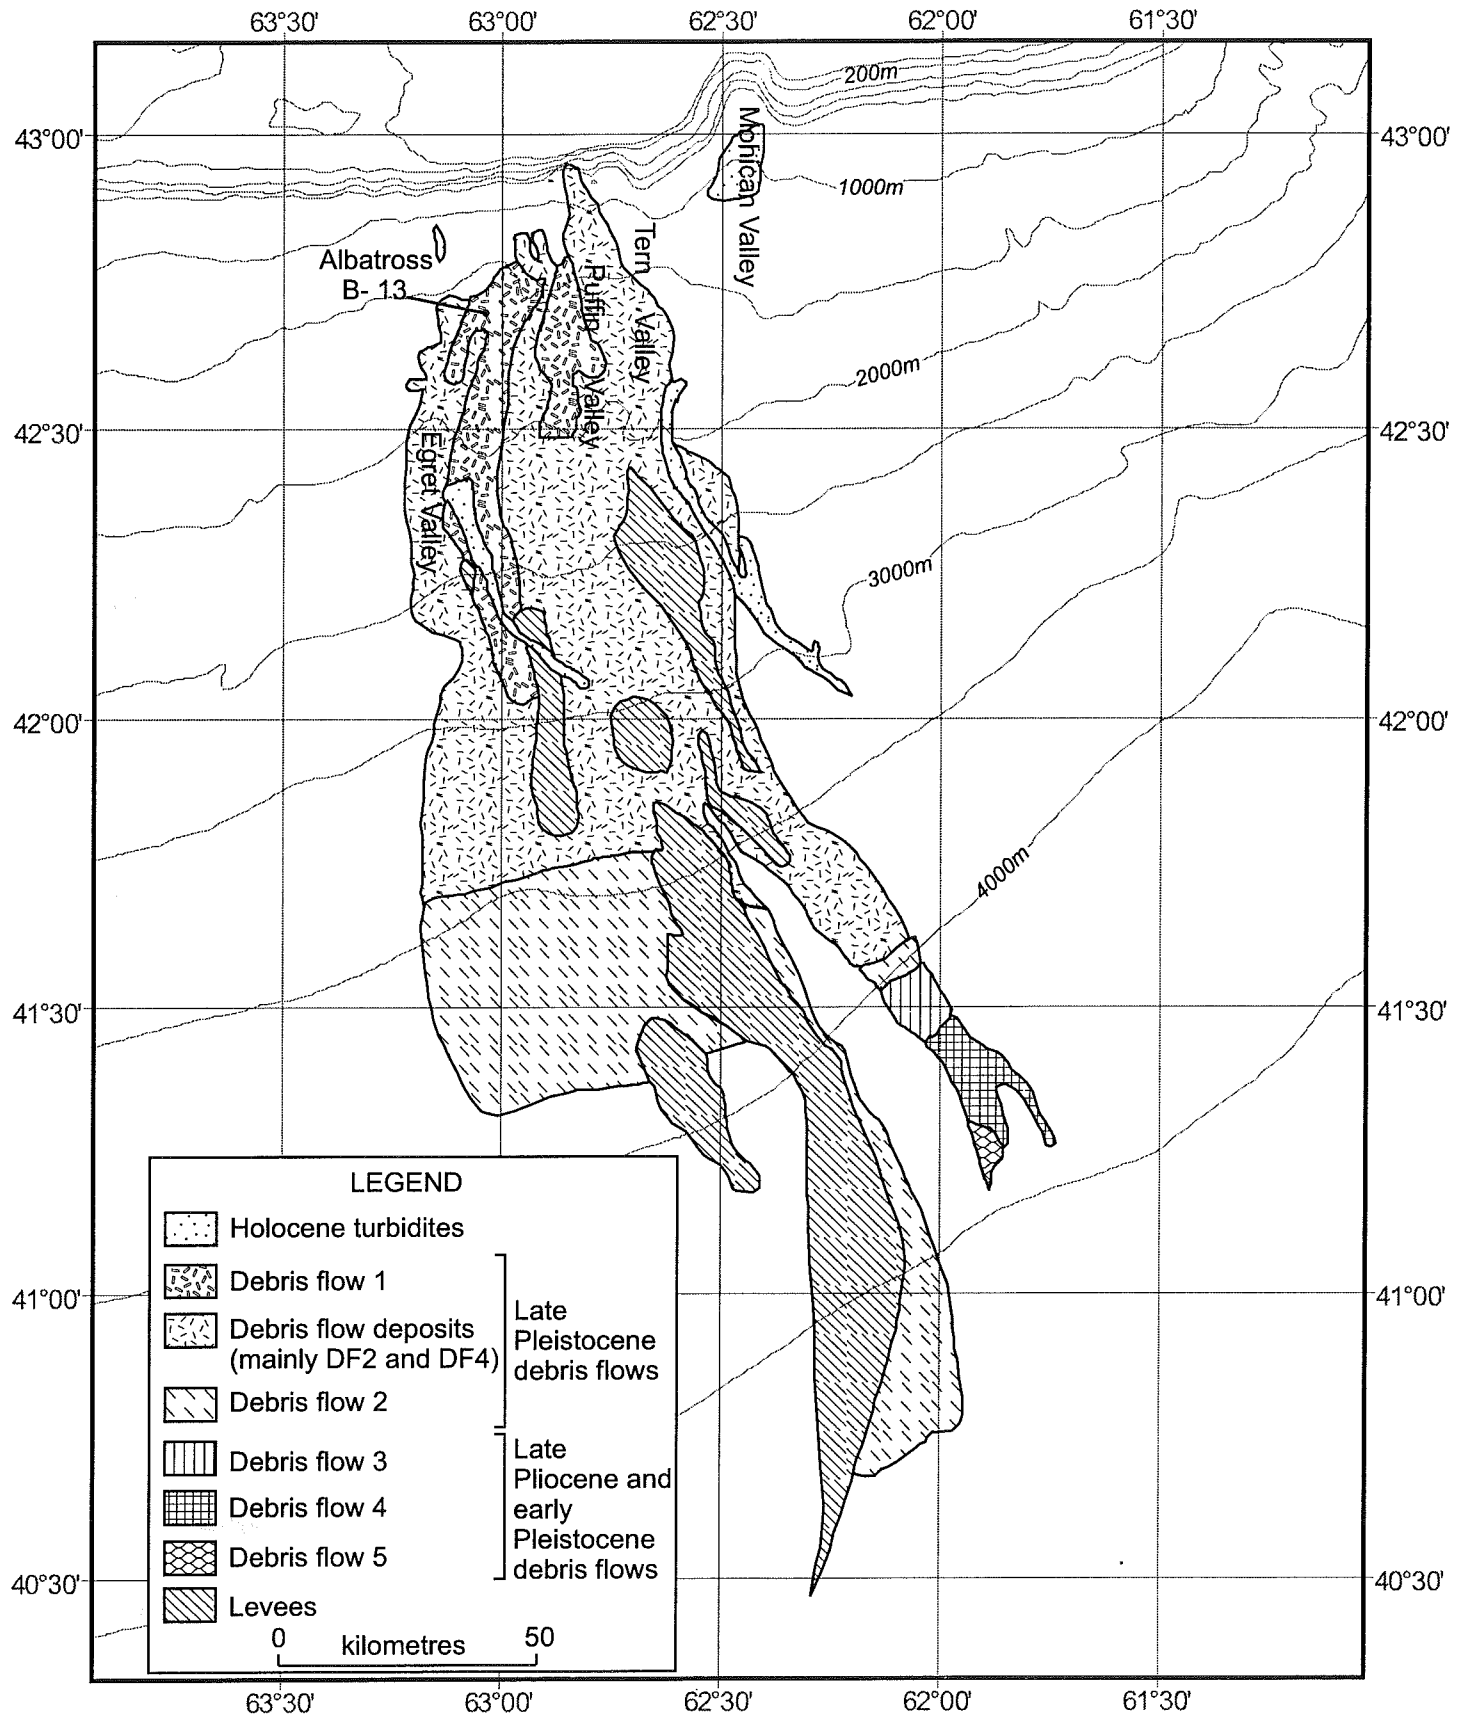 63°30' 63°00' 62°30' 62°00' 61°30'
200m
43°00' 43°00'
Mohican Valley
1000m
Tern Valley
Albatross
B- 13
Puffin Valley
2000m
42°30' 42°30'
Egret Valley
3000m
42°00' 42°00'
4000m
41°30' 41°30'
LEGEND
Holocene turbidites
Debris flow 1
Debris flow deposits
(mainly DF2 and DF4)
Debris flow 2
Late
Pleistocene
debris flows
Debris flow 3
Debris flow 4
Debris flow 5
Late
Pliocene and
early
Pleistocene
debris flows
Levees
0 kilometres 50
41°00' 41°00'
40°30' 40°30'
63°30' 63°00' 62°30' 62°00' 61°30'